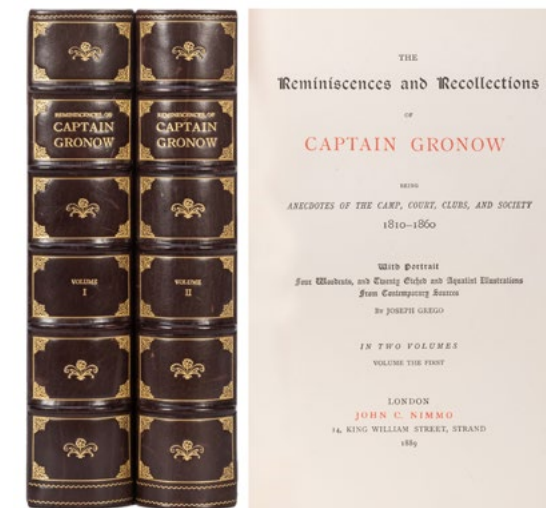 REMINISCENCES OF
CAPTAIN
GRONOW
VOLUME
I
REMINISCENCES OF
CAPTAIN
GRONOW
VOLUME
II
THE
Reminiscences and Recollections
OF
CAPTAIN GRONOW
BEING
ANECDOTES OF THE CAMP, COURT, CLUBS, AND SOCIETY
1810–1860
With Portrait
Four Woodcuts, and Twenty Etched and Aquatint Illustrations
From Contemporary Sources
BY JOSEPH GREGO
IN TWO VOLUMES
VOLUME THE FIRST
LONDON
JOHN C. NIMMO
14, KING WILLIAM STREET, STRAND
1889